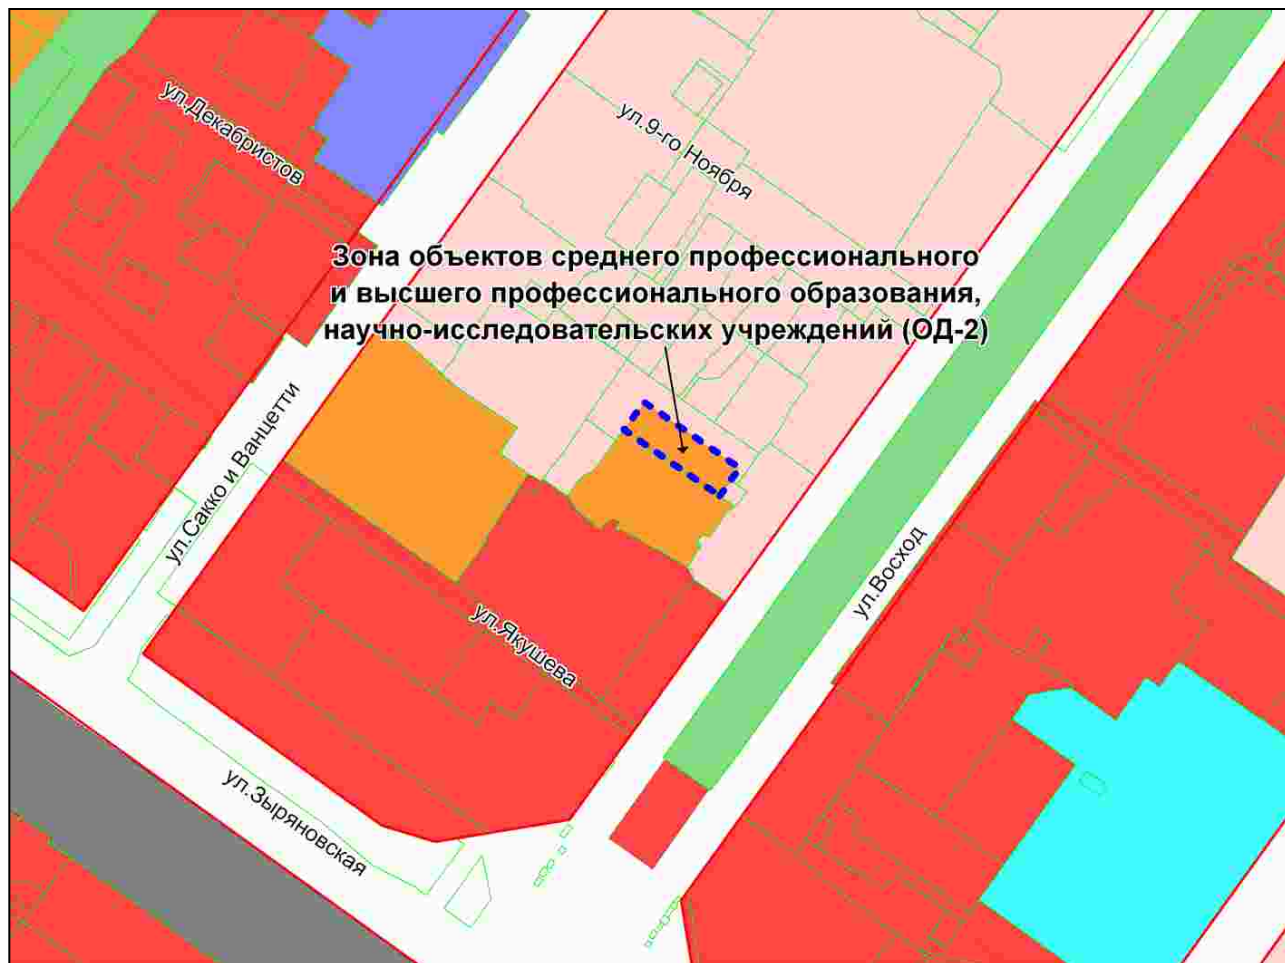 ул.Декабристов
ул.9-го Ноября
Зона объектов среднего профессионального
и высшего профессионального образования,
научно-исследовательских учреждений (ОД-2)
ул.Сакко и Ванцетти
ул.Восход
ул.Якушева
ул.Зыряновская